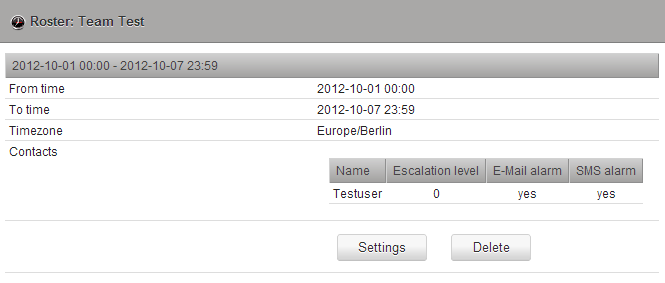 Roster: Team Test
2012-10-01 00:00 - 2012-10-07 23:59
From time 2012-10-01 00:00
To time 2012-10-07 23:59
Timezone Europe/Berlin
Contacts
Name Escalation level E-Mail alarm SMS alarm
Testuser 0 yes yes
Settings Delete